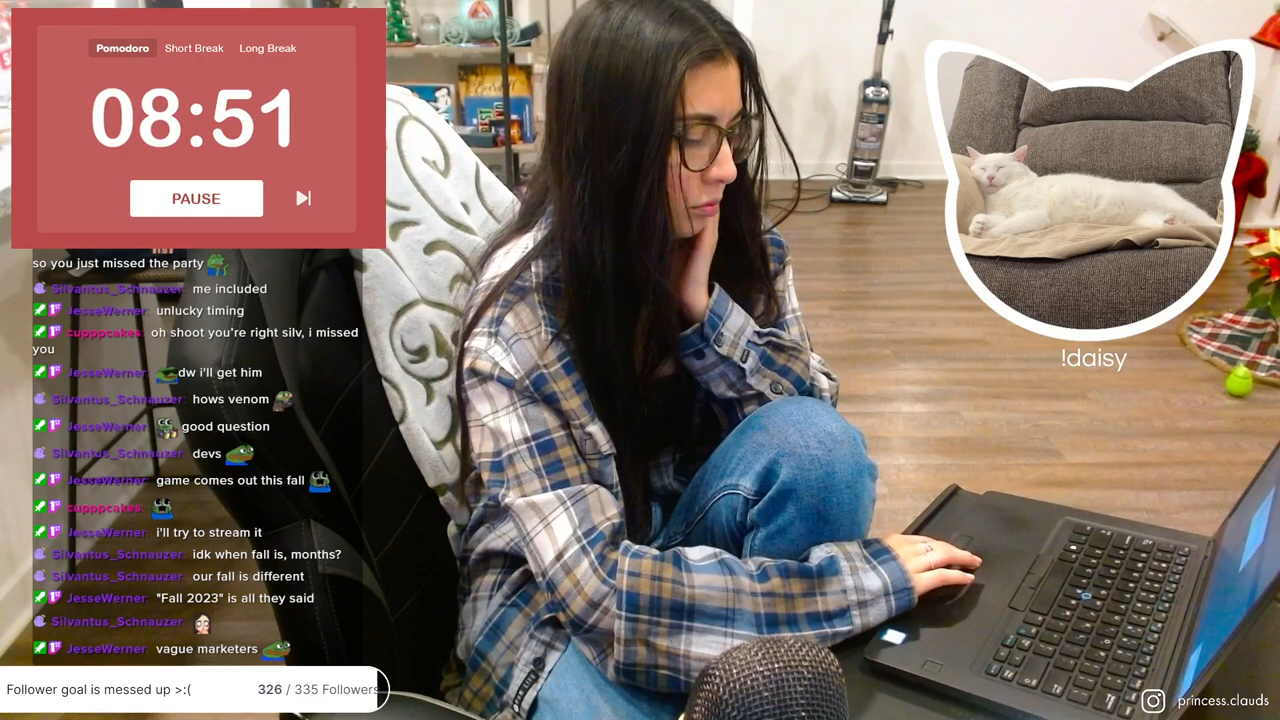 Pomodoro Short Break Long Break
08:51
PAUSE
so you just missed the party
Silvantus_Schnauzer: me included
JesseWerner: unlucky timing
cupppcakes: oh shoot you're right silv, i missed
you
JesseWerner: dw i'll get him
Silvantus_Schnauzer: hows venom
JesseWerner: good question
Silvantus_Schnauzer: devs
JesseWerner: game comes out this fall
cupppcakes:
JesseWerner: i'll try to stream it
Silvantus_Schnauzer: idk when fall is, months?
Silvantus_Schnauzer: our fall is different
JesseWerner: "Fall 2023" is all they said
Silvantus_Schnauzer:
JesseWerner: vague marketers
Follower goal is messed up >:( 326 / 335 Followers
!daisy
princess.clouds